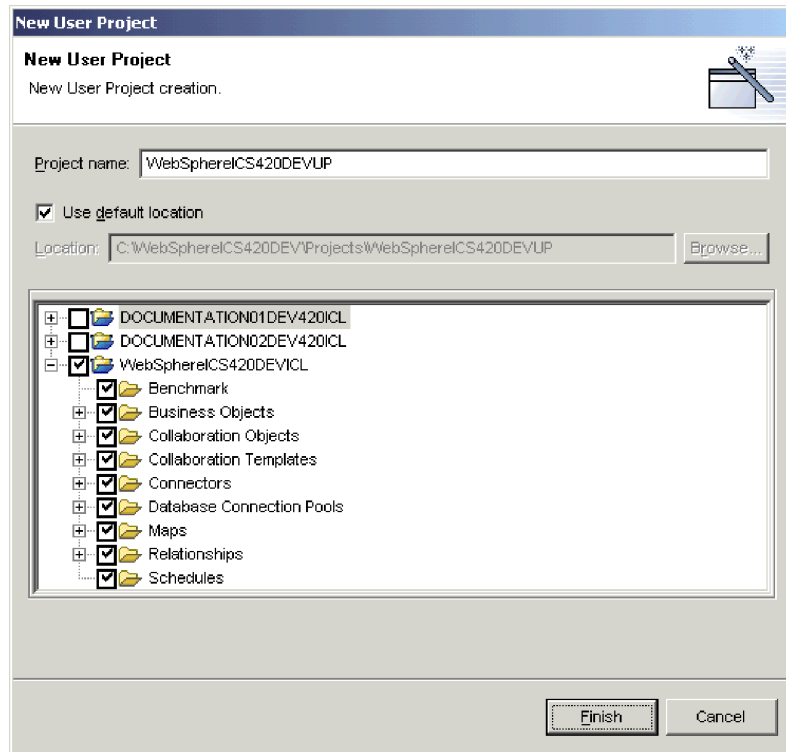 New User Project
New User Project
New User Project creation.
Project name: WebSphereICS420DEVUP
Use default location
Location: C:\WebSphereICS420DEV\Projects\WebSphereICS420DEVUP Browse...
DOCUMENTATION01DEV420ICL
DOCUMENTATION02DEV420ICL
WebSphereICS420DEVICL
Benchmark
Business Objects
Collaboration Objects
Collaboration Templates
Connectors
Database Connection Pools
Maps
Relationships
Schedules
Finish Cancel